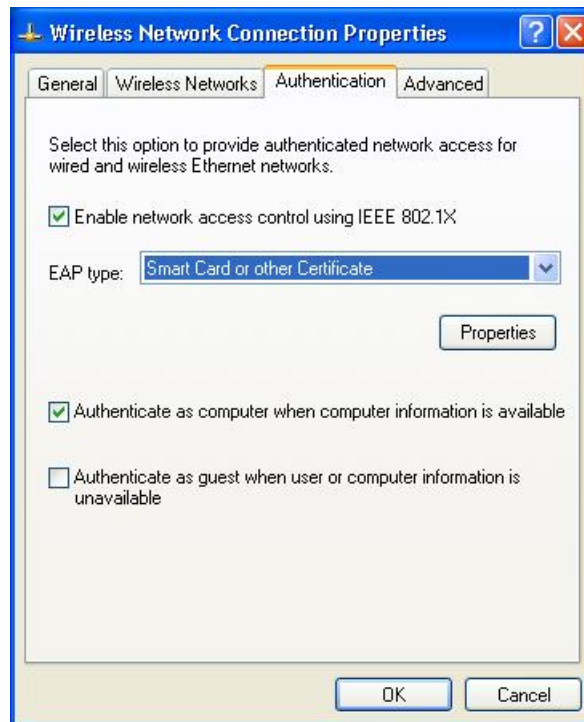 Wireless Network Connection Properties
General Wireless Networks Authentication Advanced
Select this option to provide authenticated network access for
wired and wireless Ethernet networks.
Enable network access control using IEEE 802.1X
EAP type: Smart Card or other Certificate
Properties
Authenticate as computer when computer information is available
Authenticate as guest when user or computer information is
unavailable
OK Cancel